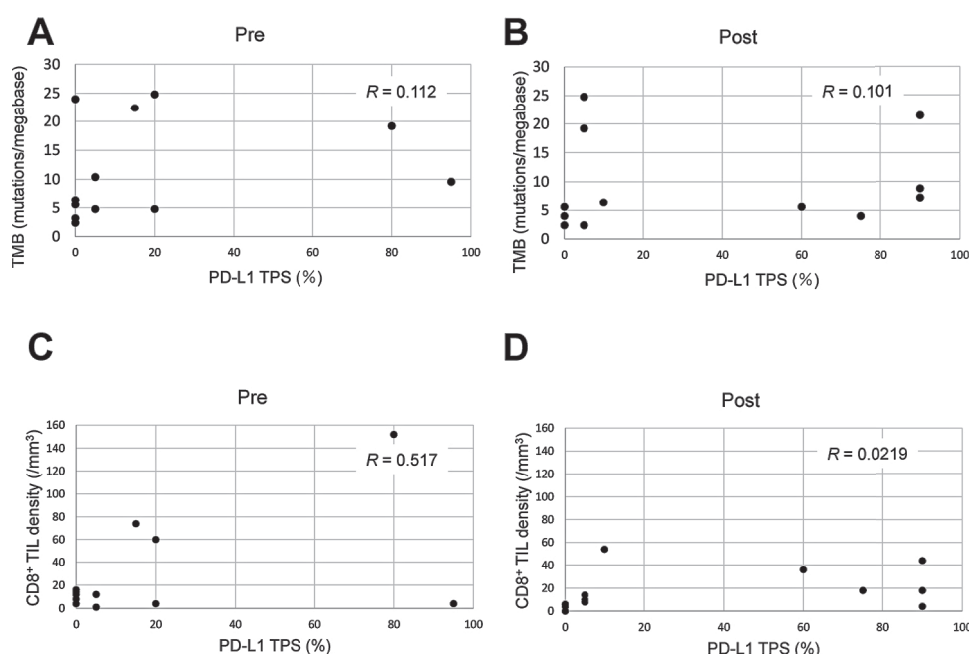 A
Pre
TMB (mutations/megabase)
30
25
20
15
10
5
0
R = 0.112
0 20 40 60 80 100
PD-L1 TPS (%)
B
Post
TMB (mutations/megabase)
30
25
20
15
10
5
0
R = 0.101
0 20 40 60 80 100
PD-L1 TPS (%)
C
Pre
CD8+ TIL density (/mm³)
160
140
120
100
80
60
40
20
0
R = 0.517
0 20 40 60 80 100
PD-L1 TPS (%)
D
Post
CD8+ TIL density (/mm³)
160
140
120
100
80
60
40
20
0
R = 0.0219
0 20 40 60 80 100
PD-L1 TPS (%)